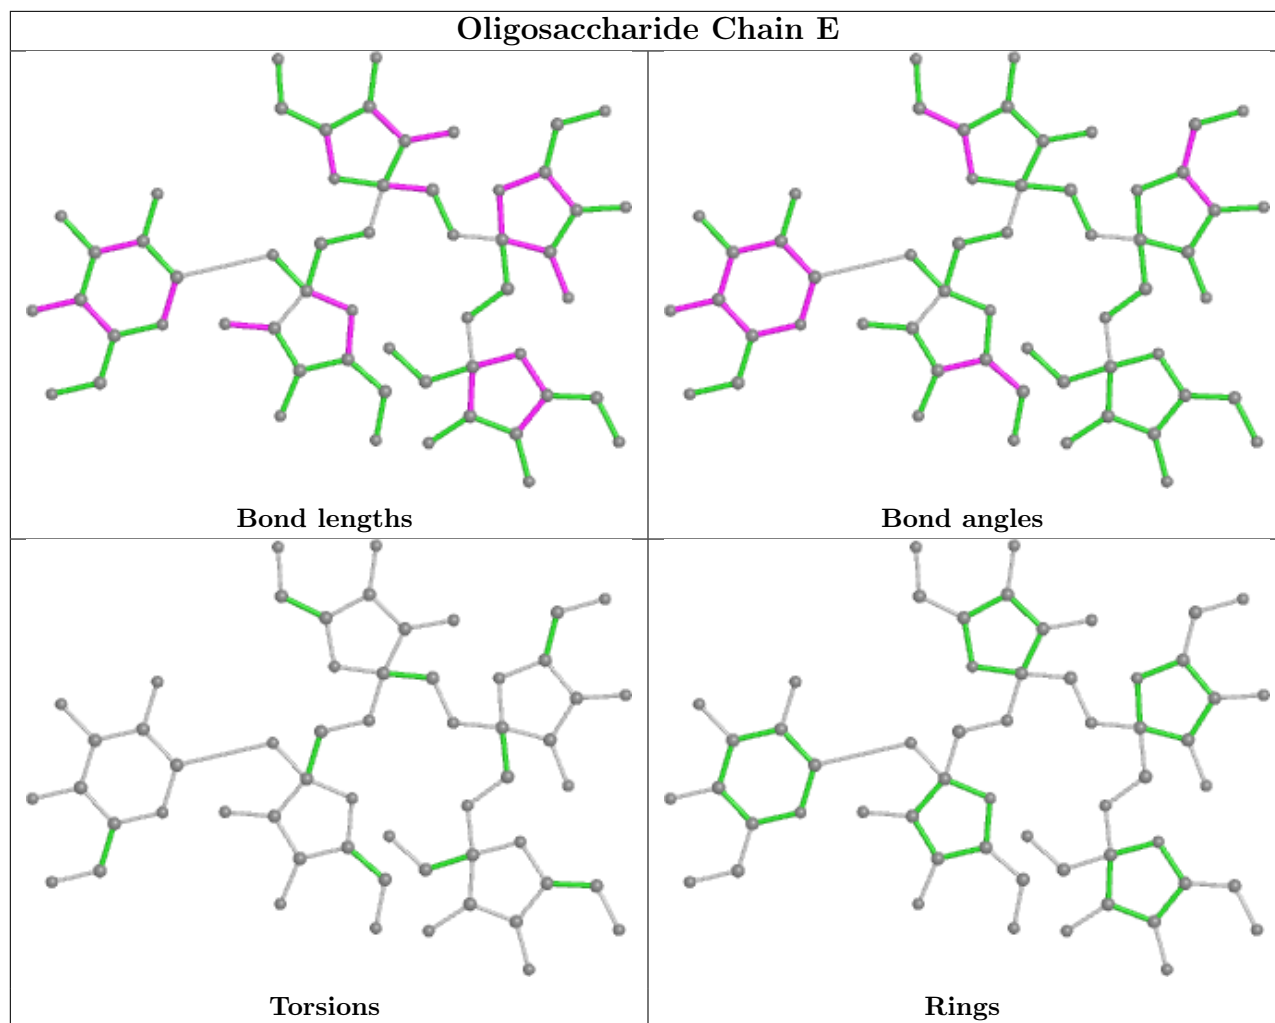 Oligosaccharide Chain E
Bond lengths
Bond angles
Torsions
Rings